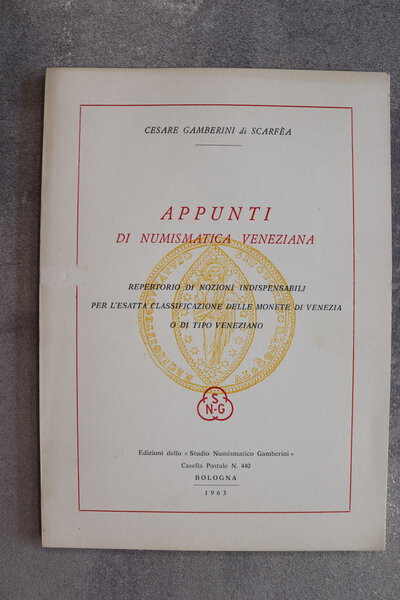 CESARE GAMBERINI di SCARFÈA
APPUNTI
DI NUMISMATICA VENEZIANA
REPERTORIO DI NOZIONI INDISPENSABILI
PER L'ESATTA CLASSIFICAZIONE DELLE MONETE DI VENEZIA
O DI TIPO VENEZIANO
S
N-G
Edizioni dello « Studio Numismatico Gamberini »
Casella Postale N. 440
BOLOGNA
1963